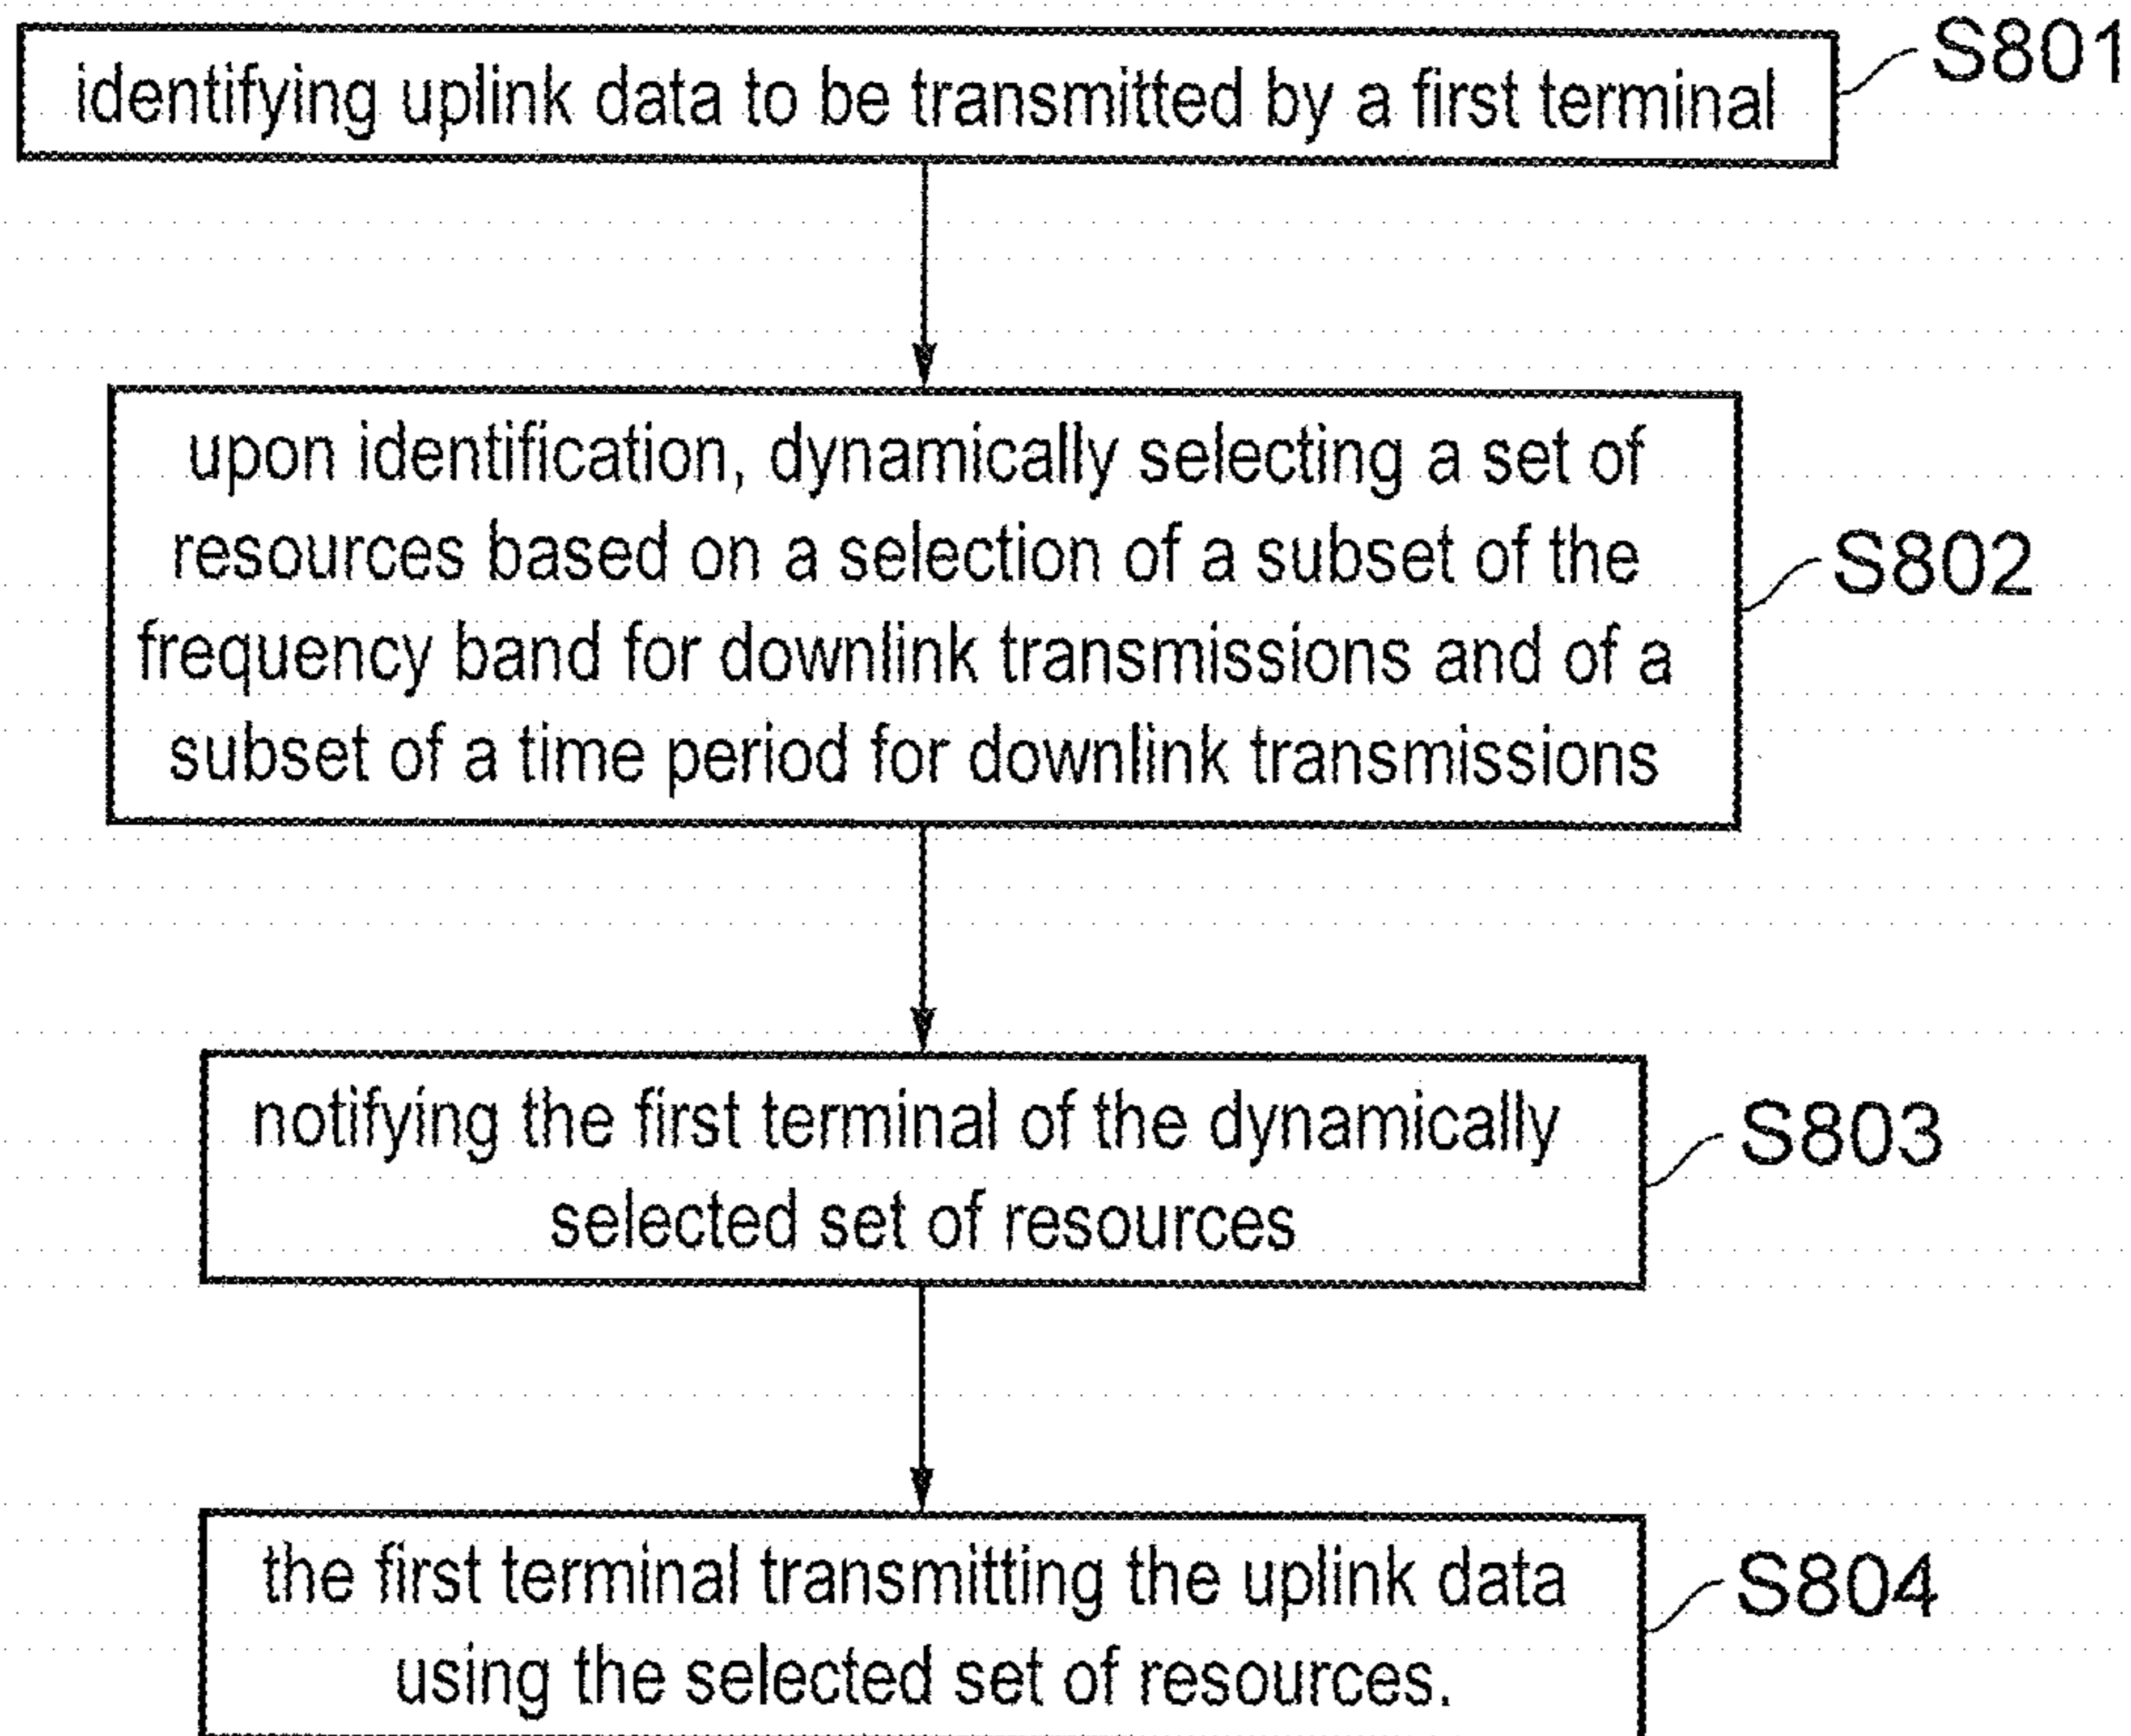 identifying uplink data to be transmitted by a first terminal
S801
upon identification, dynamically selecting a set of
resources based on a selection of a subset of the
frequency band for downlink transmissions and of a
subset of a time period for downlink transmissions
S802
notifying the first terminal of the dynamically
selected set of resources
S803
the first terminal transmitting the uplink data
using the selected set of resources.
S804